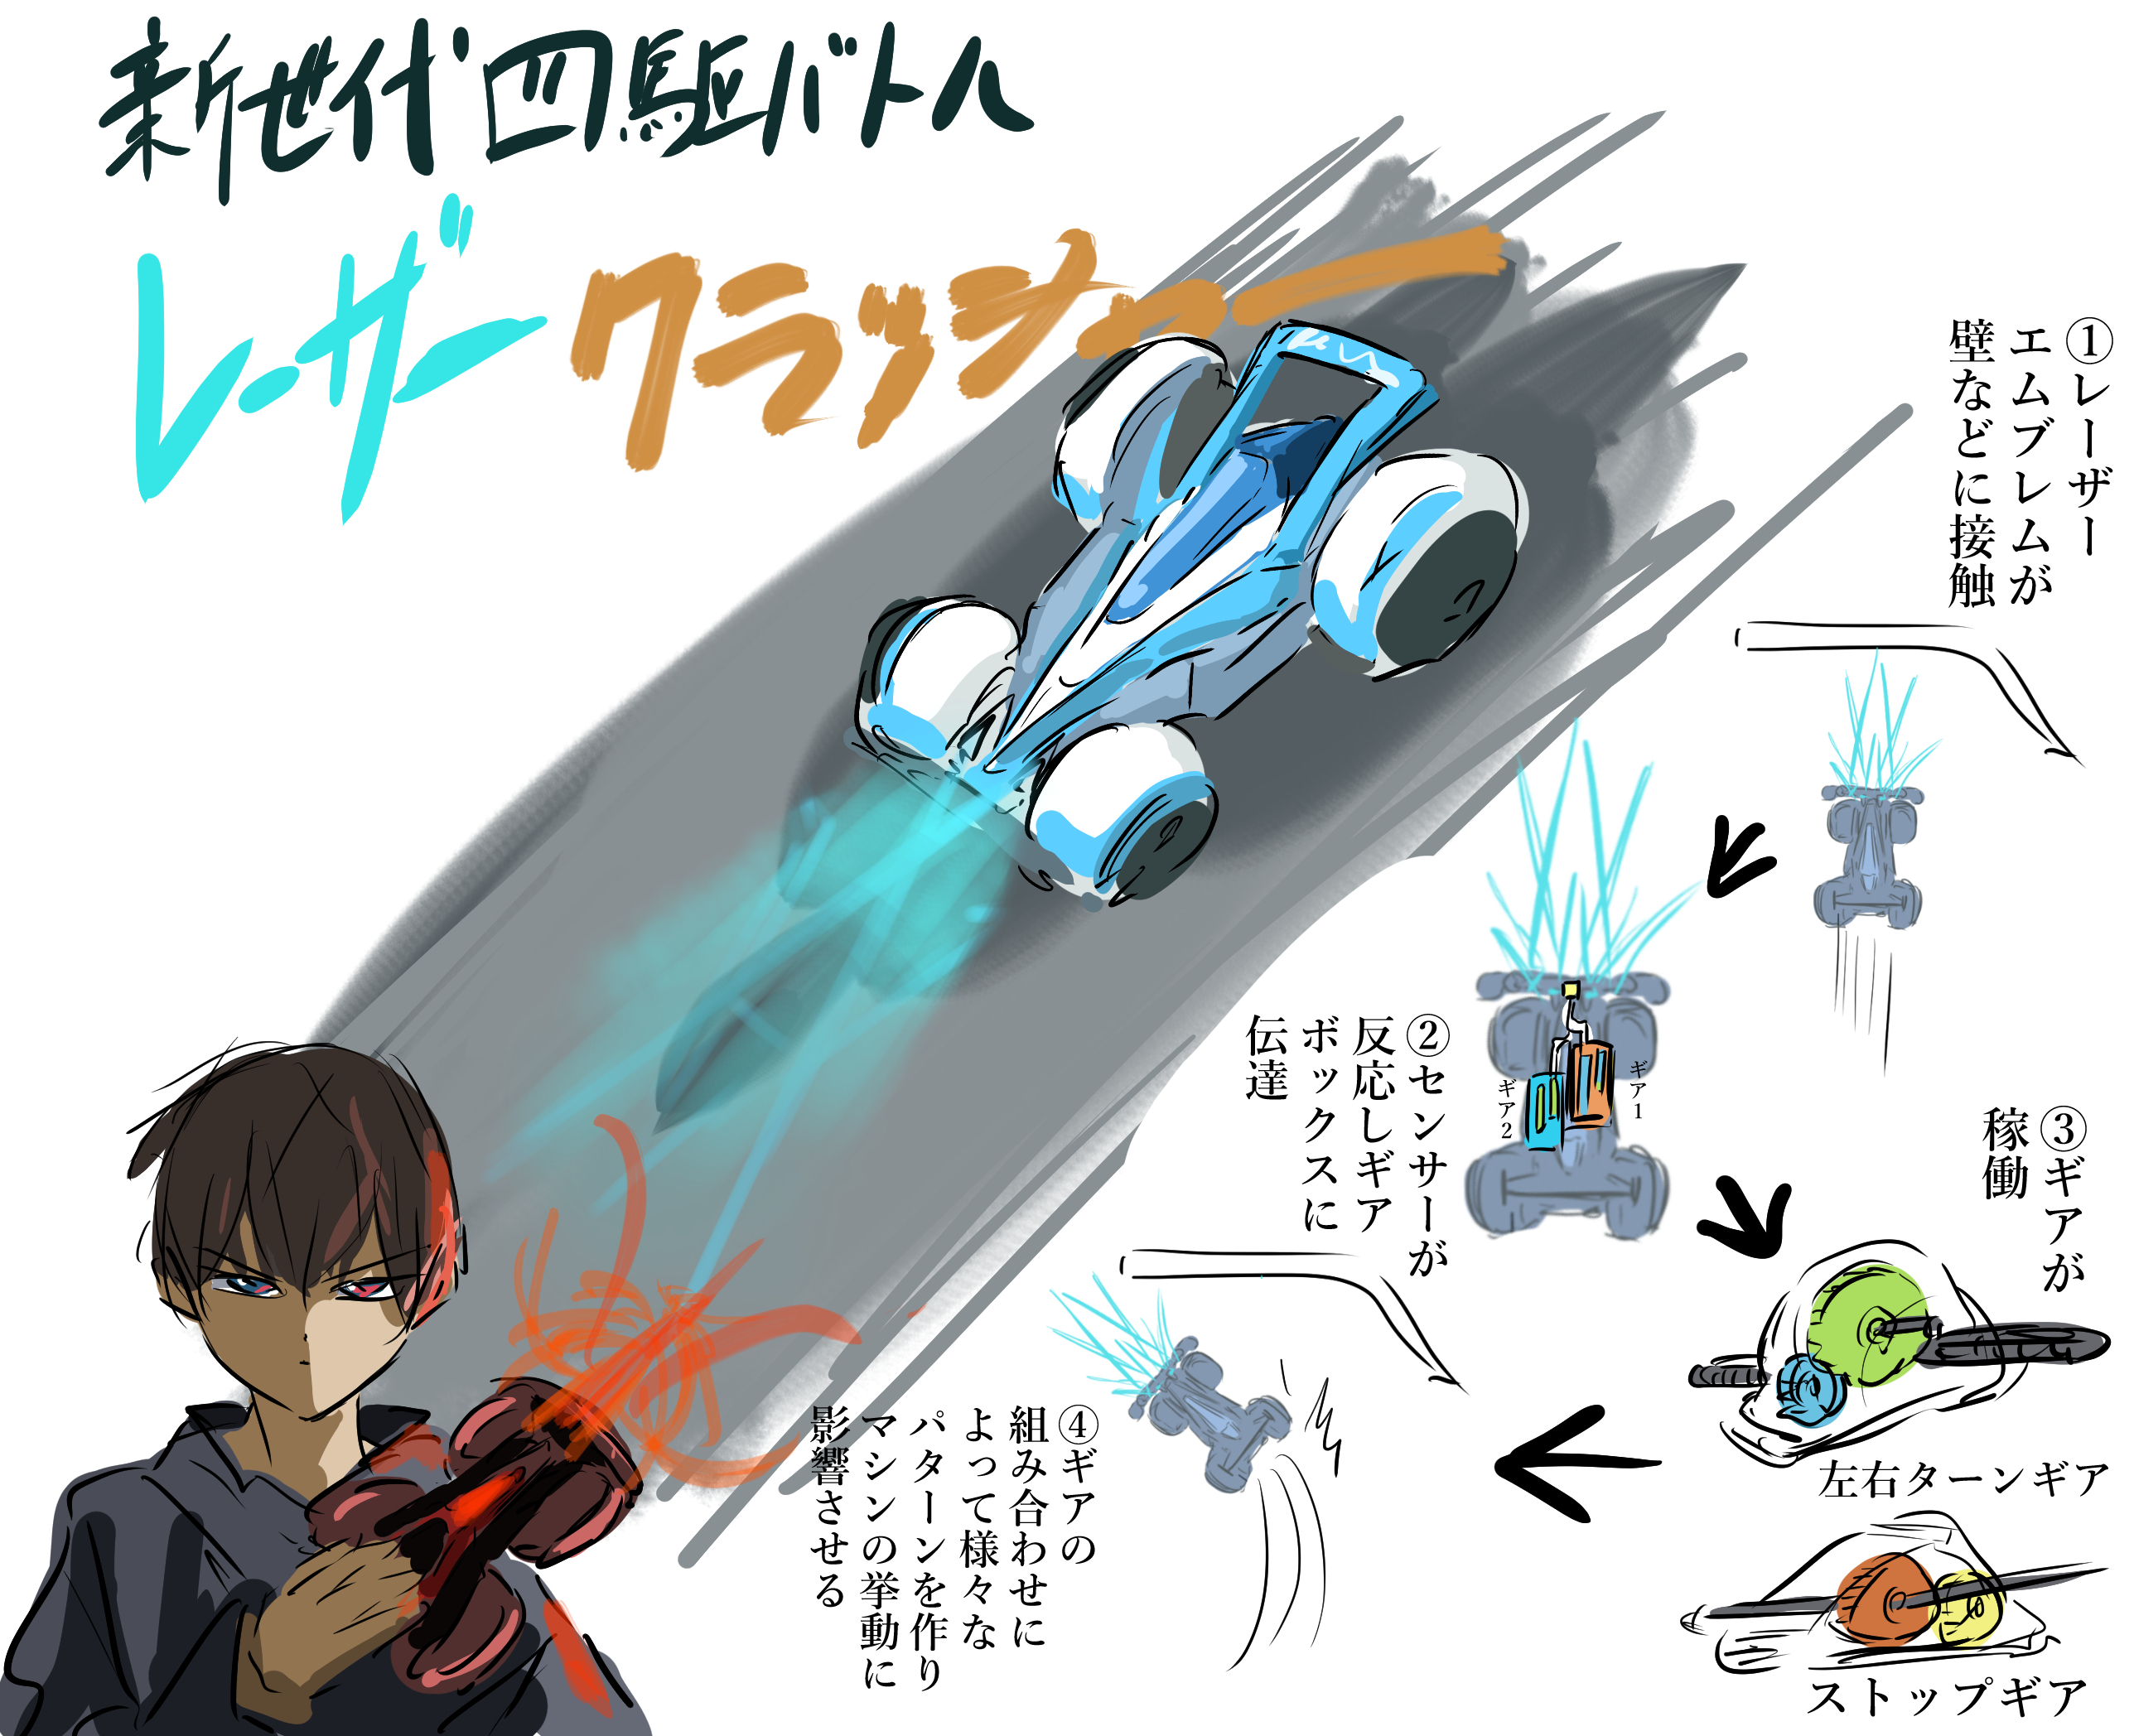 新世代四駆バトル
レーザークラッシャー
①レーザー
エムブレムが
壁などに接触
②センサーが
反応しギア
ボックスに
伝達
ギア1
ギア2
③ギアが
稼働
左右ターンギア
ストップギア
④ギアの
組み合わせに
よって様々な
パターンを作り
マシンの挙動に
影響させる